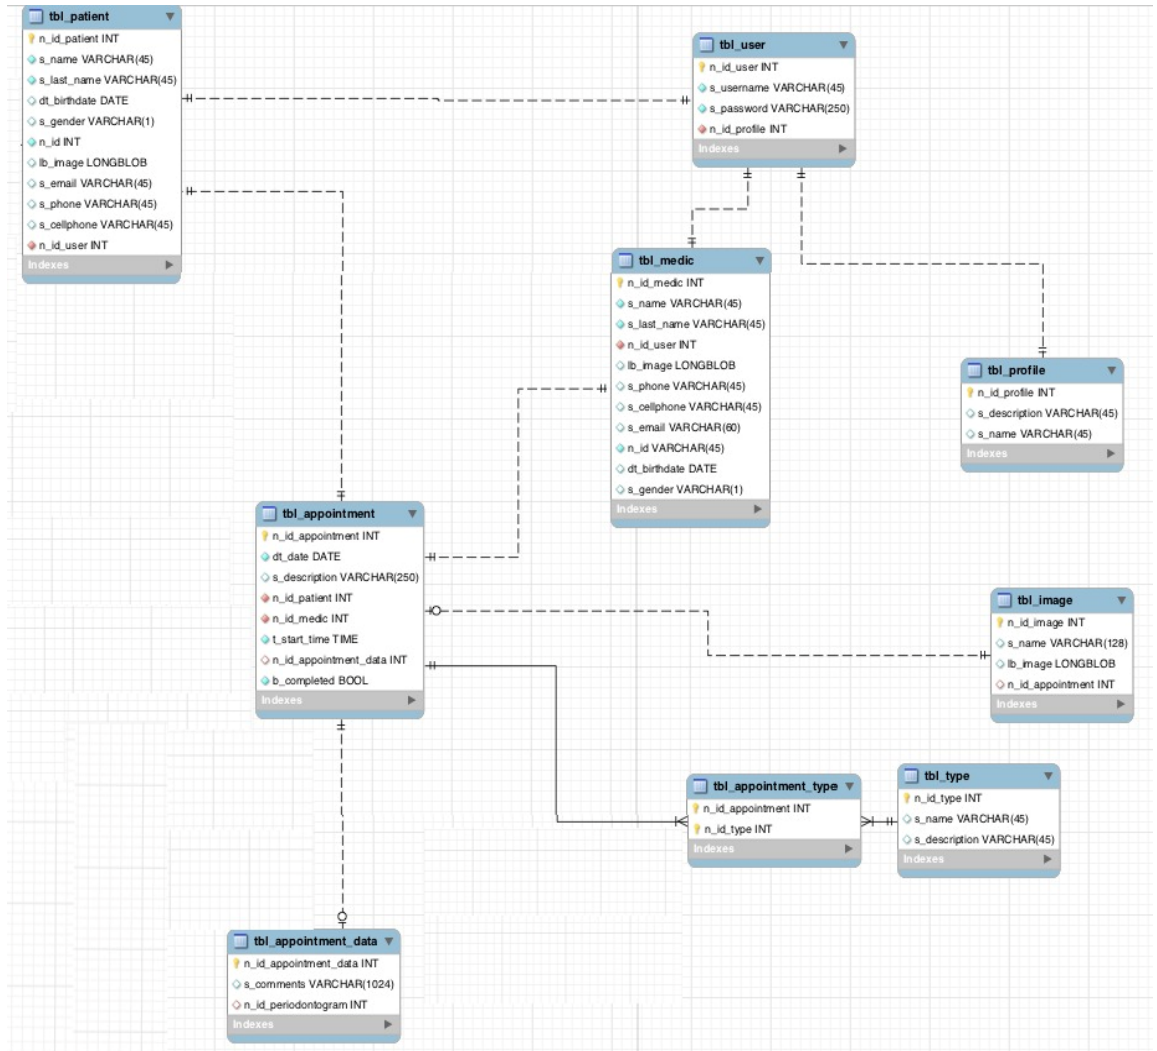 tbl_patient
n_id_patient INT
s_name VARCHAR(45)
s_last_name VARCHAR(45)
dt_birthdate DATE
s_gender VARCHAR(1)
n_id INT
lb_image LONGBLOB
s_email VARCHAR(45)
s_phone VARCHAR(45)
s_cellphone VARCHAR(45)
n_id_user INT
Indexes
tbl_user
n_id_user INT
s_username VARCHAR(45)
s_password VARCHAR(250)
n_id_profile INT
Indexes
tbl_medic
n_id_medic INT
s_name VARCHAR(45)
s_last_name VARCHAR(45)
n_id_user INT
lb_image LONGBLOB
s_phone VARCHAR(45)
s_cellphone VARCHAR(45)
s_email VARCHAR(60)
n_id VARCHAR(45)
dt_birthdate DATE
s_gender VARCHAR(1)
Indexes
tbl_profile
n_id_profile INT
s_description VARCHAR(45)
s_name VARCHAR(45)
Indexes
tbl_appointment
n_id_appointment INT
dt_date DATE
s_description VARCHAR(250)
n_id_patient INT
n_id_medic INT
t_start_time TIME
n_id_appointment_data INT
b_completed BOOL
Indexes
tbl_image
n_id_image INT
s_name VARCHAR(128)
lb_image LONGBLOB
n_id_appointment INT
Indexes
tbl_appointment_type
n_id_appointment INT
n_id_type INT
Indexes
tbl_type
n_id_type INT
s_name VARCHAR(45)
s_description VARCHAR(45)
Indexes
tbl_appointment_data
n_id_appointment_data INT
s_comments VARCHAR(1024)
n_id_periodontogram INT
Indexes